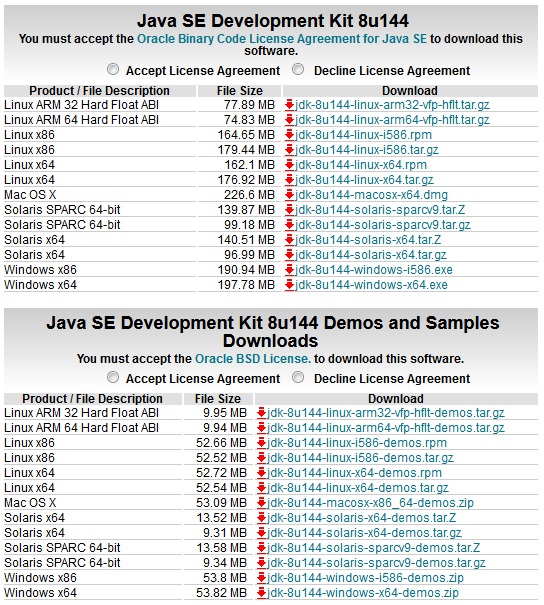 Java SE Development Kit 8u144
You must accept the Oracle Binary Code License Agreement for Java SE to download this
software.
Accept License Agreement Decline License Agreement
Product / File Description File Size Download
Linux ARM 32 Hard Float ABI 77.89 MB jdk-8u144-linux-arm32-vfp-hflt.tar.gz
Linux ARM 64 Hard Float ABI 74.83 MB jdk-8u144-linux-arm64-vfp-hflt.tar.gz
Linux x86 164.65 MB jdk-8u144-linux-i586.rpm
Linux x86 179.44 MB jdk-8u144-linux-i586.tar.gz
Linux x64 162.1 MB jdk-8u144-linux-x64.rpm
Linux x64 176.92 MB jdk-8u144-linux-x64.tar.gz
Mac OS X 226.6 MB jdk-8u144-macosx-x64.dmg
Solaris SPARC 64-bit 139.87 MB jdk-8u144-solaris-sparcv9.tar.Z
Solaris SPARC 64-bit 99.18 MB jdk-8u144-solaris-sparcv9.tar.gz
Solaris x64 140.51 MB jdk-8u144-solaris-x64.tar.Z
Solaris x64 96.99 MB jdk-8u144-solaris-x64.tar.gz
Windows x86 190.94 MB jdk-8u144-windows-i586.exe
Windows x64 197.78 MB jdk-8u144-windows-x64.exe
Java SE Development Kit 8u144 Demos and Samples
Downloads
You must accept the Oracle BSD License. to download this software.
Accept License Agreement Decline License Agreement
Product / File Description File Size Download
Linux ARM 32 Hard Float ABI 9.95 MB jdk-8u144-linux-arm32-vfp-hflt-demos.tar.gz
Linux ARM 64 Hard Float ABI 9.94 MB jdk-8u144-linux-arm64-vfp-hflt-demos.tar.gz
Linux x86 52.66 MB jdk-8u144-linux-i586-demos.rpm
Linux x86 52.52 MB jdk-8u144-linux-i586-demos.tar.gz
Linux x64 52.72 MB jdk-8u144-linux-x64-demos.rpm
Linux x64 52.54 MB jdk-8u144-linux-x64-demos.tar.gz
Mac OS X 53.09 MB jdk-8u144-macosx-x86_64-demos.zip
Solaris x64 13.52 MB jdk-8u144-solaris-x64-demos.tar.Z
Solaris x64 9.31 MB jdk-8u144-solaris-x64-demos.tar.gz
Solaris SPARC 64-bit 13.58 MB jdk-8u144-solaris-sparcv9-demos.tar.Z
Solaris SPARC 64-bit 9.34 MB jdk-8u144-solaris-sparcv9-demos.tar.gz
Windows x86 53.8 MB jdk-8u144-windows-i586-demos.zip
Windows x64 53.82 MB jdk-8u144-windows-x64-demos.zip